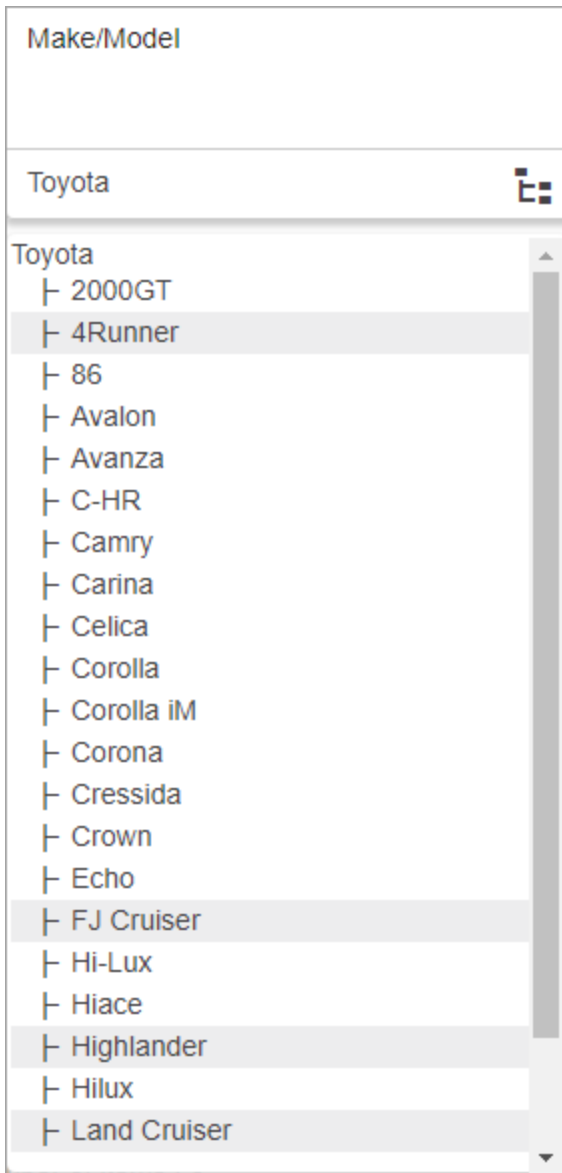 Make/Model
Toyota
Toyota
├ 2000GT
├ 4Runner
├ 86
├ Avalon
├ Avanza
├ C-HR
├ Camry
├ Carina
├ Celica
├ Corolla
├ Corolla iM
├ Corona
├ Cressida
├ Crown
├ Echo
├ FJ Cruiser
├ Hi-Lux
├ Hiace
├ Highlander
├ Hilux
├ Land Cruiser